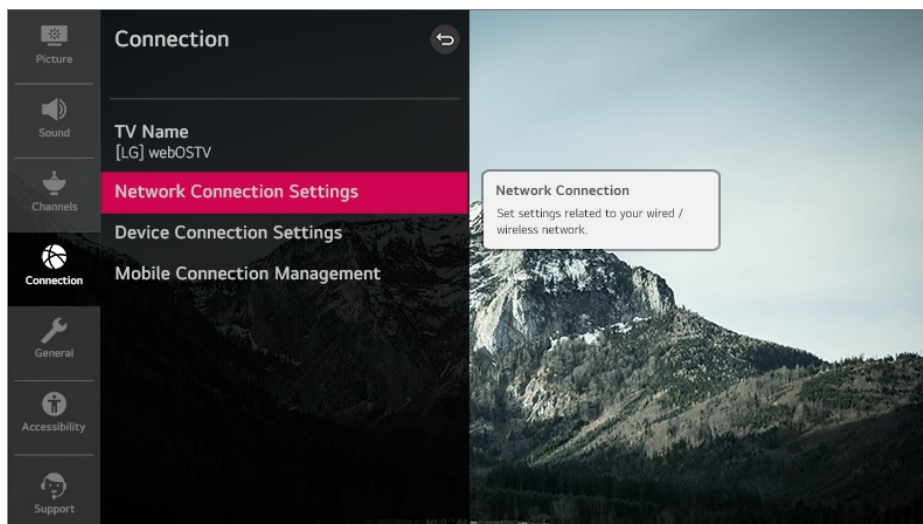 Picture
Sound
Channels
Connection
General
Accessibility
Support
Connection
TV Name
[LG] webOSTV
Network Connection Settings
Device Connection Settings
Mobile Connection Management
Network Connection
Set settings related to your wired /
wireless network.